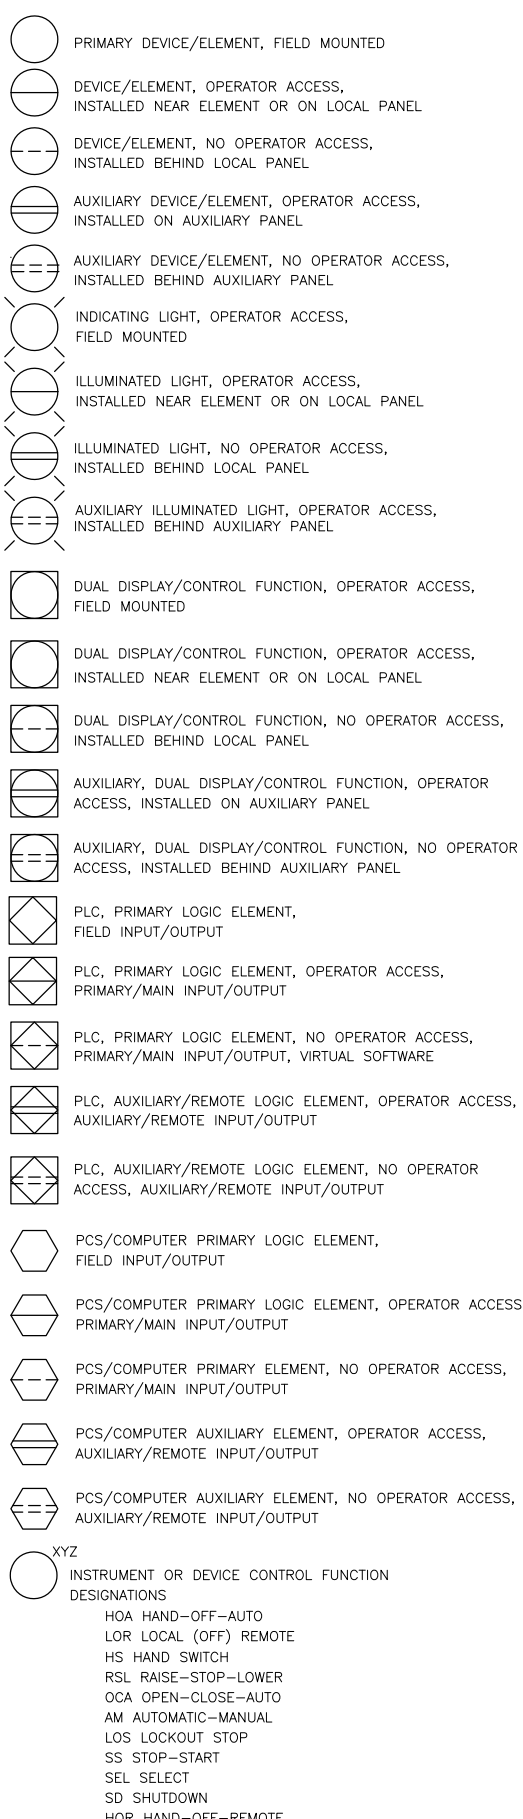 PRIMARY DEVICE/ELEMENT, FIELD MOUNTED
DEVICE/ELEMENT, OPERATOR ACCESS,
INSTALLED NEAR ELEMENT OR ON LOCAL PANEL
DEVICE/ELEMENT, NO OPERATOR ACCESS,
INSTALLED BEHIND LOCAL PANEL
AUXILIARY DEVICE/ELEMENT, OPERATOR ACCESS,
INSTALLED ON AUXILIARY PANEL
AUXILIARY DEVICE/ELEMENT, NO OPERATOR ACCESS,
INSTALLED BEHIND AUXILIARY PANEL
INDICATING LIGHT, OPERATOR ACCESS,
FIELD MOUNTED
ILLUMINATED LIGHT, OPERATOR ACCESS,
INSTALLED NEAR ELEMENT OR ON LOCAL PANEL
ILLUMINATED LIGHT, NO OPERATOR ACCESS,
INSTALLED BEHIND LOCAL PANEL
AUXILIARY ILLUMINATED LIGHT, OPERATOR ACCESS,
INSTALLED BEHIND AUXILIARY PANEL
DUAL DISPLAY/CONTROL FUNCTION, OPERATOR ACCESS,
FIELD MOUNTED
DUAL DISPLAY/CONTROL FUNCTION, OPERATOR ACCESS,
INSTALLED NEAR ELEMENT OR ON LOCAL PANEL
DUAL DISPLAY/CONTROL FUNCTION, NO OPERATOR ACCESS,
INSTALLED BEHIND LOCAL PANEL
AUXILIARY, DUAL DISPLAY/CONTROL FUNCTION, OPERATOR
ACCESS, INSTALLED ON AUXILIARY PANEL
AUXILIARY, DUAL DISPLAY/CONTROL FUNCTION, NO OPERATOR
ACCESS, INSTALLED BEHIND AUXILIARY PANEL
PLC, PRIMARY LOGIC ELEMENT,
FIELD INPUT/OUTPUT
PLC, PRIMARY LOGIC ELEMENT, OPERATOR ACCESS,
PRIMARY/MAIN INPUT/OUTPUT
PLC, PRIMARY LOGIC ELEMENT, NO OPERATOR ACCESS,
PRIMARY/MAIN INPUT/OUTPUT, VIRTUAL SOFTWARE
PLC, AUXILIARY/REMOTE LOGIC ELEMENT, OPERATOR ACCESS,
AUXILIARY/REMOTE INPUT/OUTPUT
PLC, AUXILIARY/REMOTE LOGIC ELEMENT, NO OPERATOR
ACCESS, AUXILIARY/REMOTE INPUT/OUTPUT
PCS/COMPUTER PRIMARY LOGIC ELEMENT,
FIELD INPUT/OUTPUT
PCS/COMPUTER PRIMARY LOGIC ELEMENT, OPERATOR ACCESS
PRIMARY/MAIN INPUT/OUTPUT
PCS/COMPUTER PRIMARY ELEMENT, NO OPERATOR ACCESS,
PRIMARY/MAIN INPUT/OUTPUT
PCS/COMPUTER AUXILIARY ELEMENT, OPERATOR ACCESS,
AUXILIARY/REMOTE INPUT/OUTPUT
PCS/COMPUTER AUXILIARY ELEMENT, NO OPERATOR ACCESS,
AUXILIARY/REMOTE INPUT/OUTPUT
XYZ
INSTRUMENT OR DEVICE CONTROL FUNCTION
DESIGNATIONS
HOA HAND-OFF-AUTO
LOR LOCAL (OFF) REMOTE
HS HAND SWITCH
RSL RAISE-STOP-LOWER
OCA OPEN-CLOSE-AUTO
AM AUTOMATIC-MANUAL
LOS LOCKOUT STOP
SS STOP-START
SEL SELECT
SD SHUTDOWN
HOR HAND-OFF-REMOTE